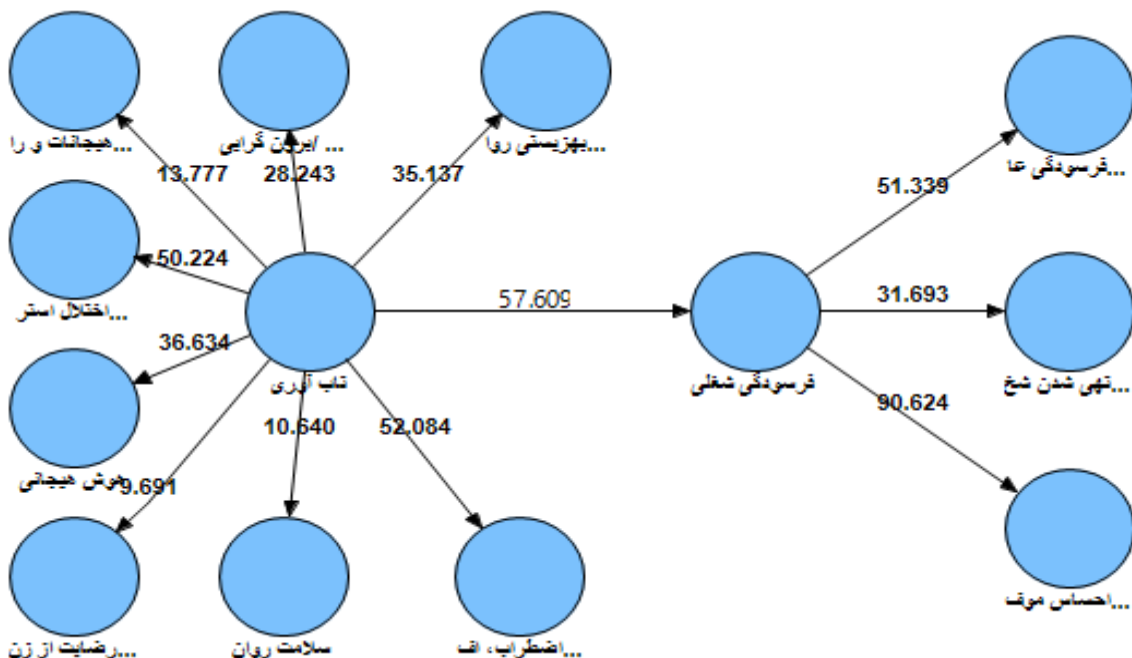 هیجانات و را...
برون گرایی/ ...
بهزیستی روا...
13.777
28.243
35.137
فرسودگی عا...
51.339
50.224
اختلال استر...
57.609
31.693
36.634
تاب آوری
فرسودگی شغلی
تهی شدن شخ...
10.640
52.084
90.624
هوش هیجانی
9.691
احساس موف...
رضایت از زن...
سلامت روان
اضطراب، اف...